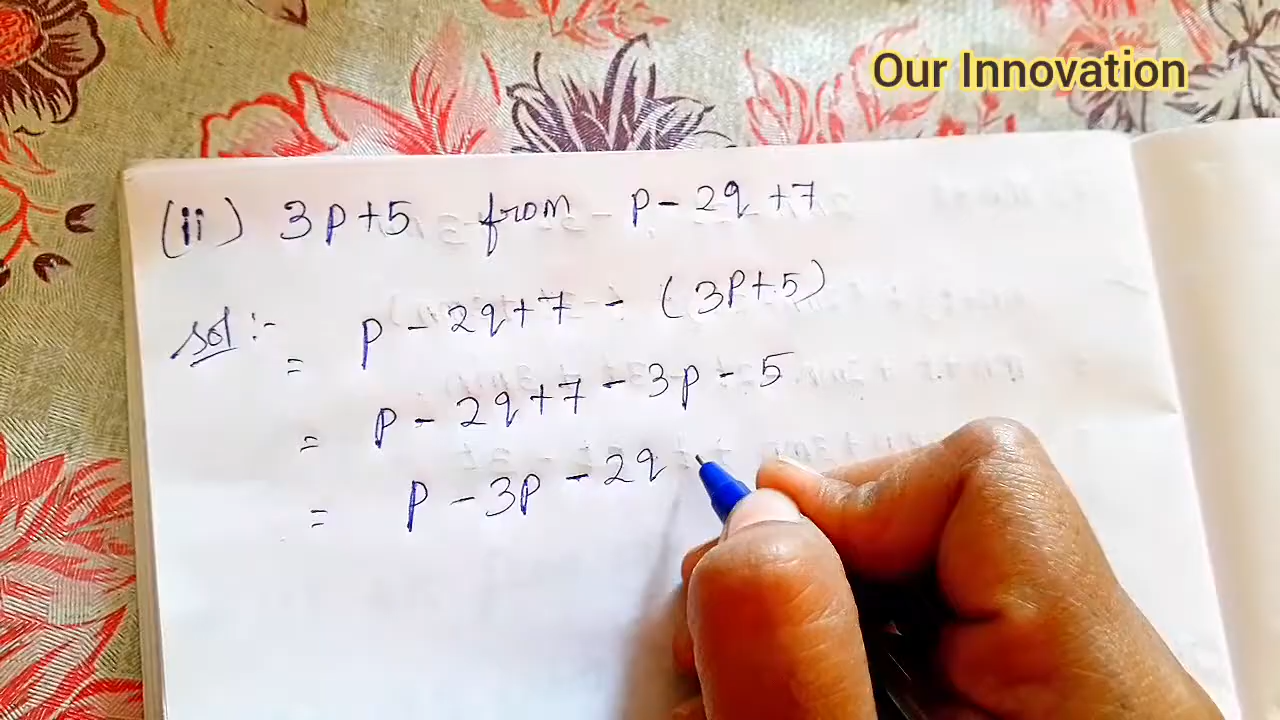 Our Innovation
(ii) 3p+5 from p-2q+7
Sol:- = p-2q+7-(3p+5)
= p-2q+7-3p-5
= p-3p-2q